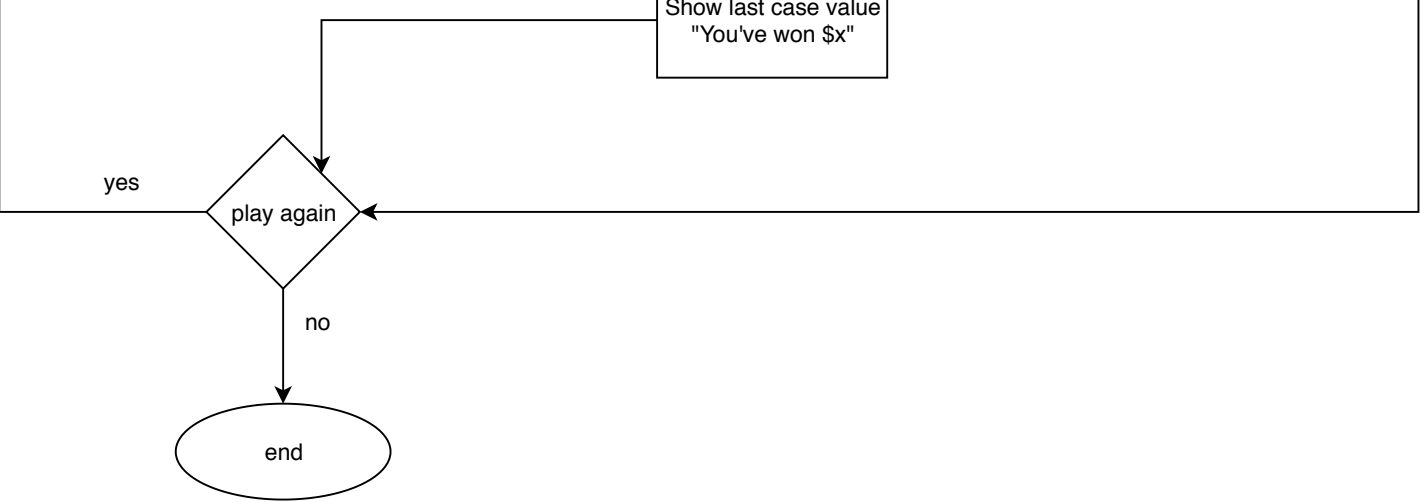 Show last case value
"You've won $x"
yes
play again
no
end